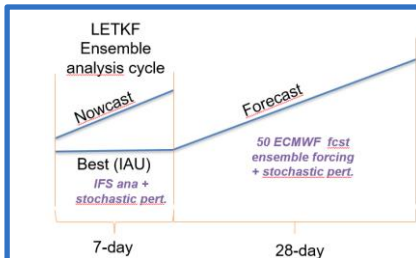 LETKF
Ensemble
analysis cycle
Nowcast
Forecast
Best (IAU)
IFS ana +
stochastic pert.
50 ECMWF fcst
ensemble forcing
+ stochastic pert.
7-day
28-day